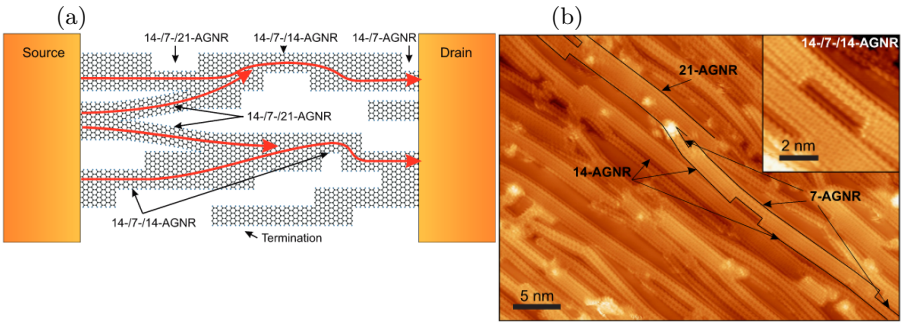 (a)
14-/7-/21-AGNR
14-/7-/14-AGNR
14-/7-AGNR
Source
Drain
14-/7-/21-AGNR
14-/7-/14-AGNR
Termination
(b)
14-/7-/14-AGNR
21-AGNR
2 nm
14-AGNR
7-AGNR
5 nm